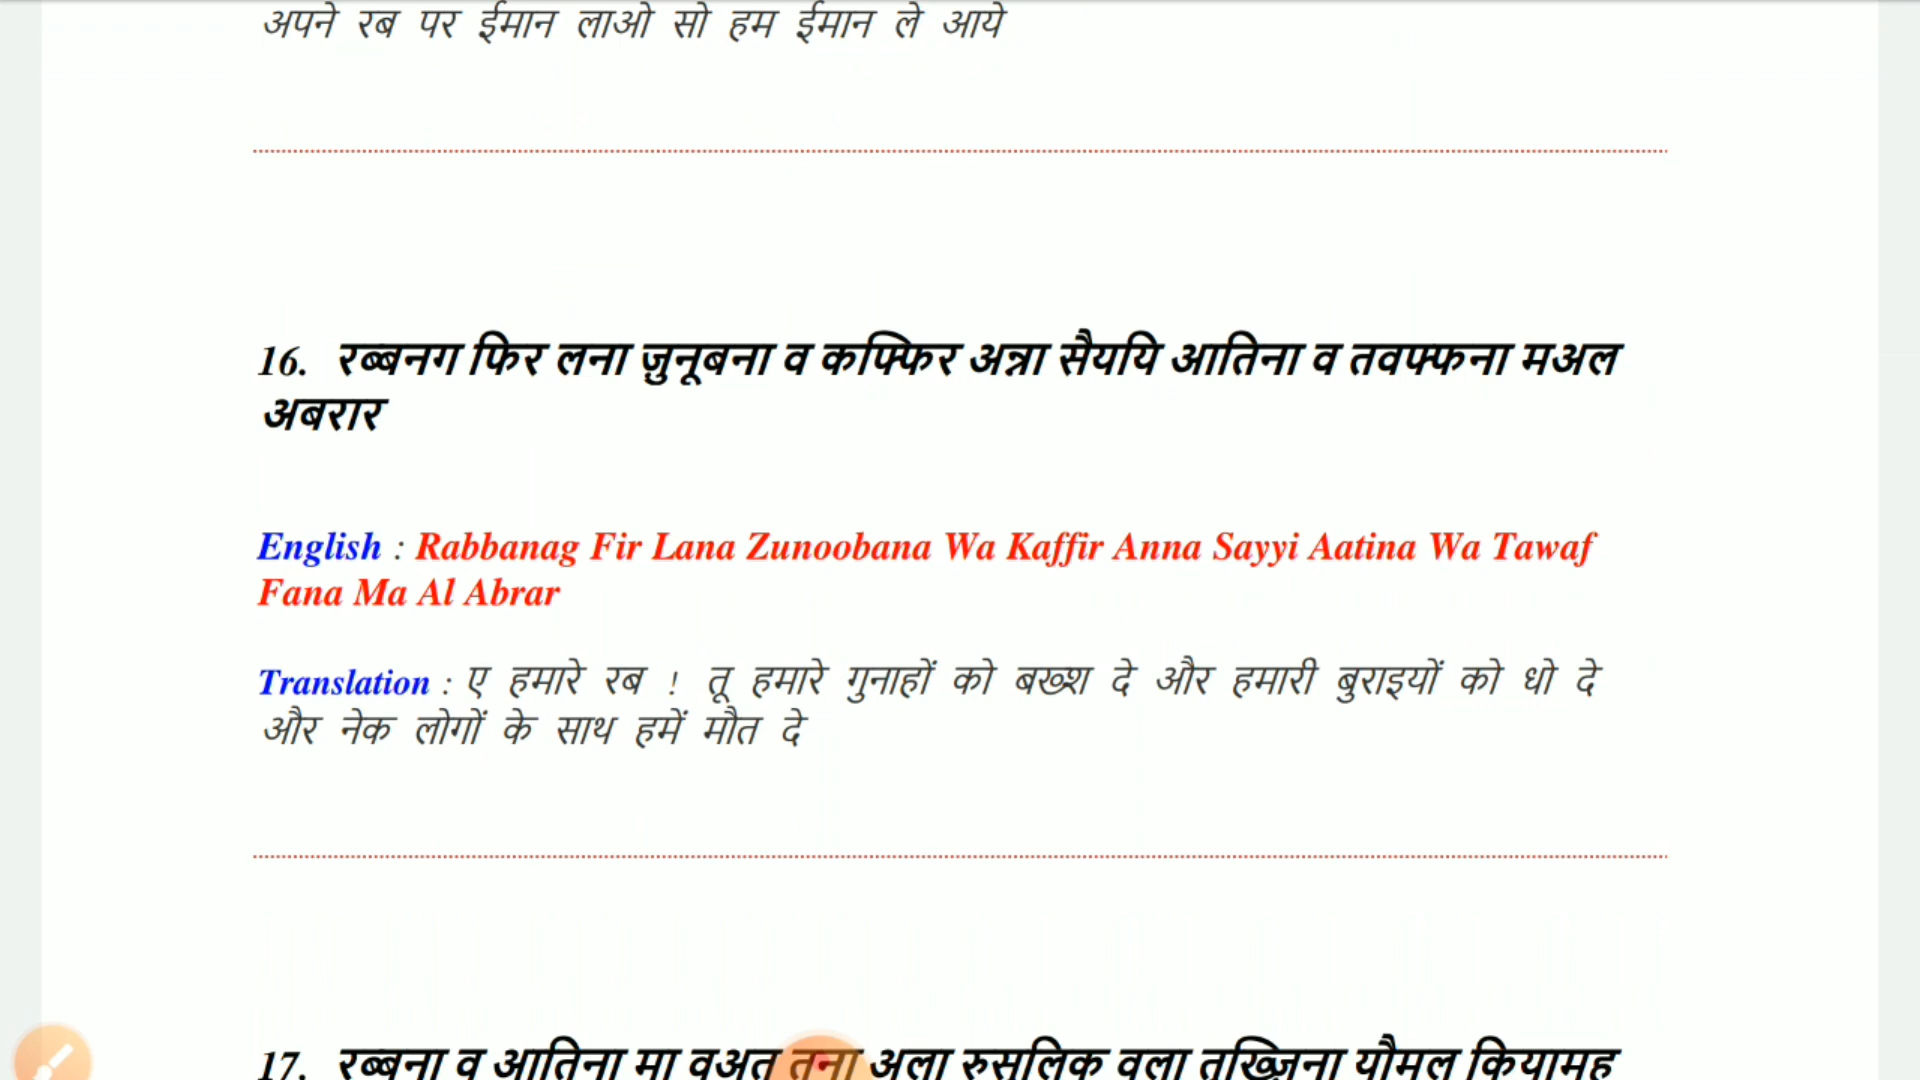 अपने रब पर ईमान लाओ सो हम ईमान ले आये
16. रब्बनग फिर लना ज़ुनूबना व कफ्फिर अन्ना सैययि आतिना व तवफ्फना मअल
अबरार
English : Rabbanag Fir Lana Zunoobana Wa Kaffir Anna Sayyi Aatina Wa Tawaf
Fana Ma Al Abrar
Translation : ए हमारे रब ! तू हमारे गुनाहों को बख्श दे और हमारी बुराइयों को धो दे
और नेक लोगों के साथ हमें मौत दे
17. रब्बना व आतिना मा वअत तना अला रुसलिक वला तुख्ज़िना यौमल कियामह